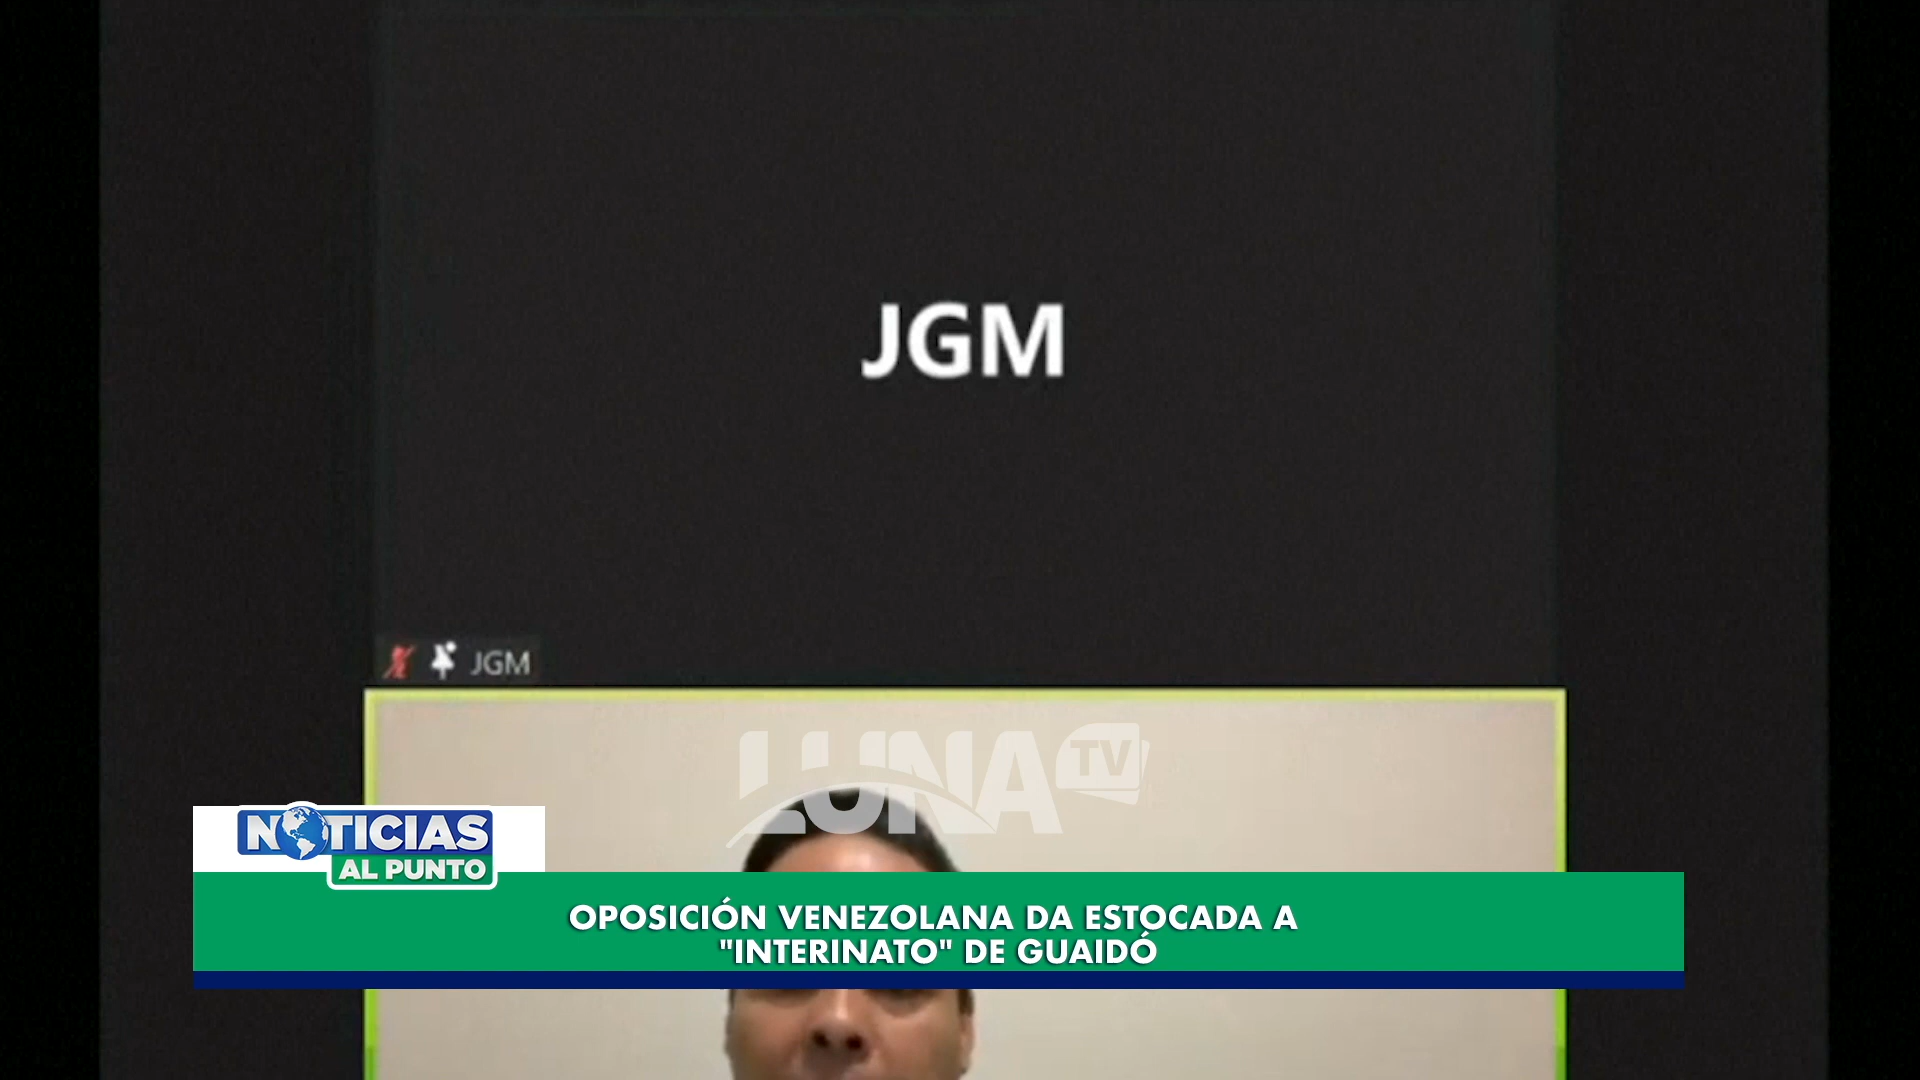 JGM
JGM
LUNA TV
NOTICIAS
AL PUNTO
OPOSICIÓN VENEZOLANA DA ESTOCADA A
"INTERINATO" DE GUAIDÓ